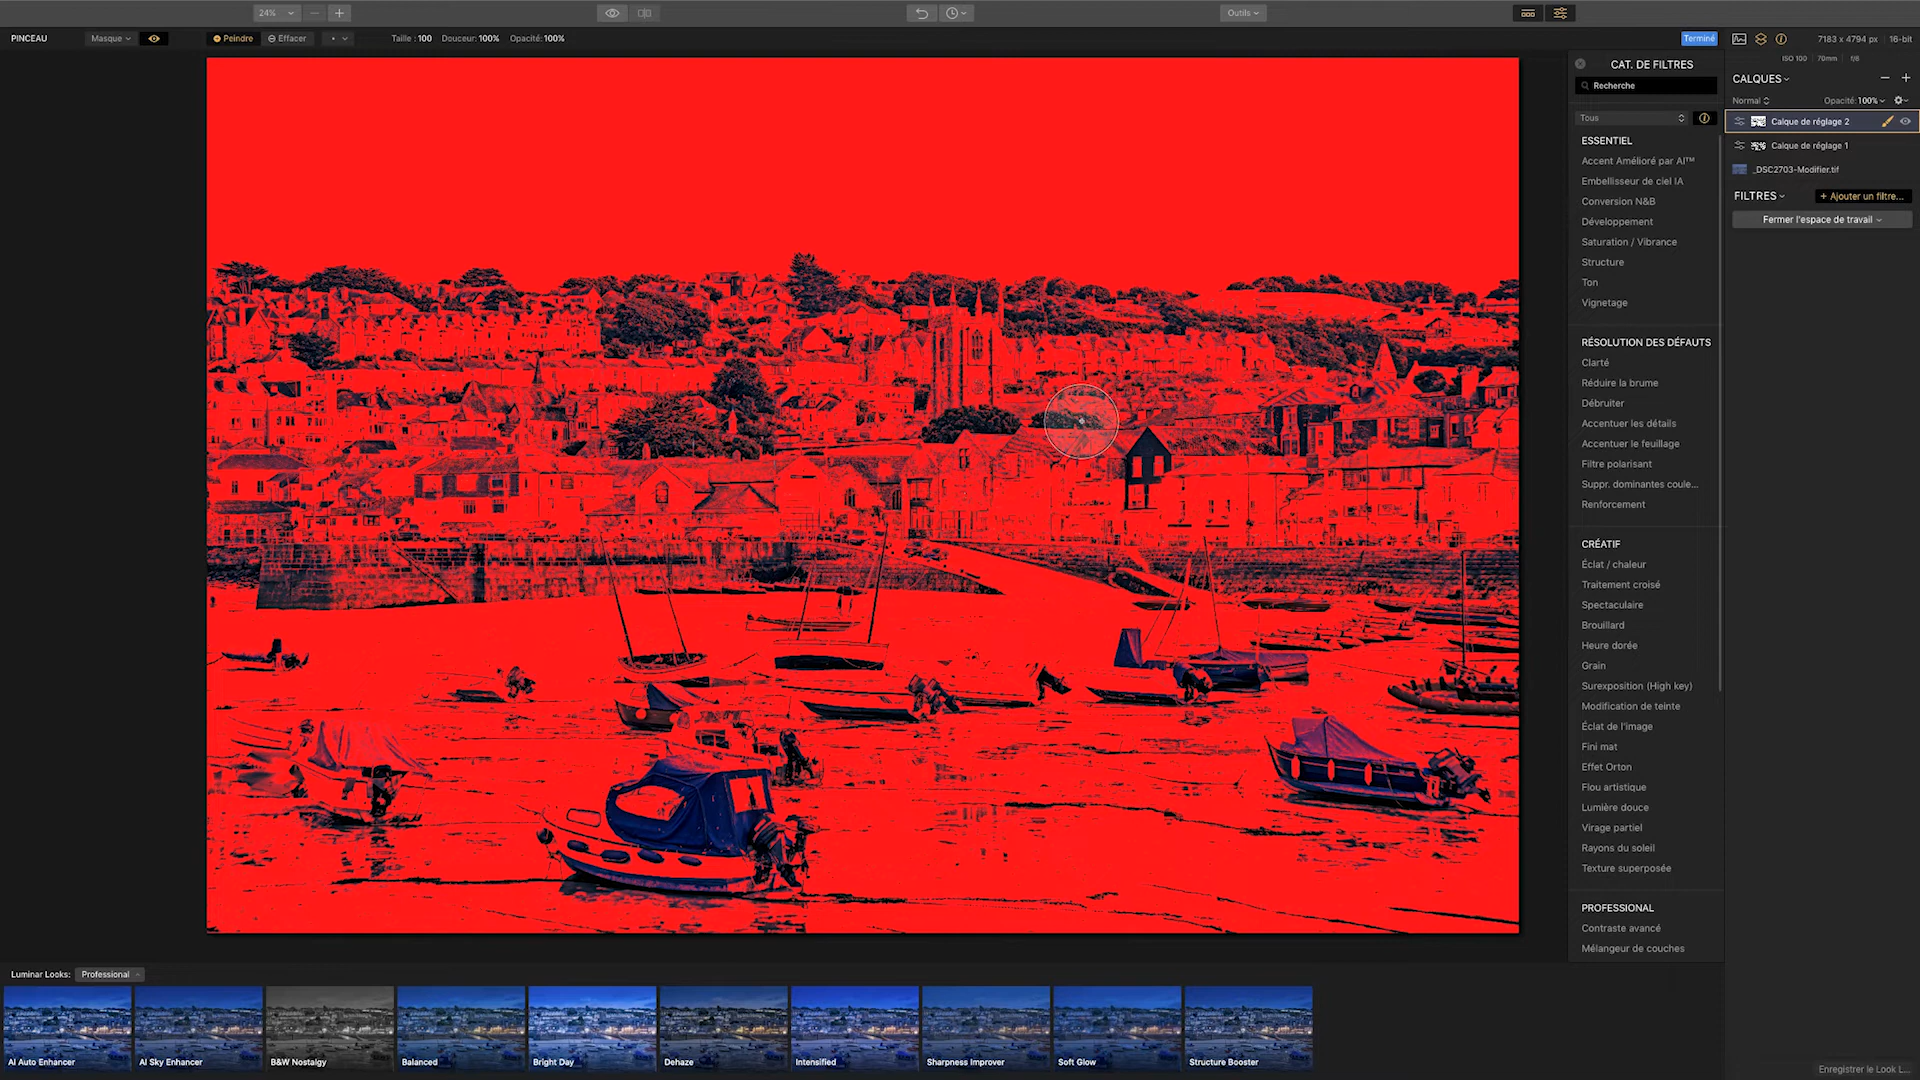 24%
Outils
PINCEAU
Masque
Peindre
Effacer
Taille : 100
Douceur: 100%
Opacité: 100%
Terminé
7183 x 4794 px
16-bit
ISO 100
70mm
f/8
CAT. DE FILTRES
Recherche
Tous
ESSENTIEL
Accent Amélioré par AI™
Embellisseur de ciel IA
Conversion N&B
Développement
Saturation / Vibrance
Structure
Ton
Vignetage
RÉSOLUTION DES DÉFAUTS
Clarté
Réduire la brume
Débruiter
Accentuer les détails
Accentuer le feuillage
Filtre polarisant
Suppr. dominantes coule...
Renforcement
CRÉATIF
Éclat / chaleur
Traitement croisé
Spectaculaire
Brouillard
Heure dorée
Grain
Surexposition (High key)
Modification de teinte
Éclat de l'image
Fini mat
Effet Orton
Flou artistique
Lumière douce
Virage partiel
Rayons du soleil
Texture superposée
PROFESSIONAL
Contraste avancé
Mélangeur de couches
CALQUES
Normal
Opacité: 100%
Calque de réglage 2
Calque de réglage 1
_DSC2703-Modifier.tif
FILTRES
+ Ajouter un filtre...
Fermer l'espace de travail
Luminar Looks:
Professional
AI Auto Enhancer
AI Sky Enhancer
B&W Nostalgy
Balanced
Bright Day
Dehaze
Intensified
Sharpness Improver
Soft Glow
Structure Booster
Enregistrer le Look L...